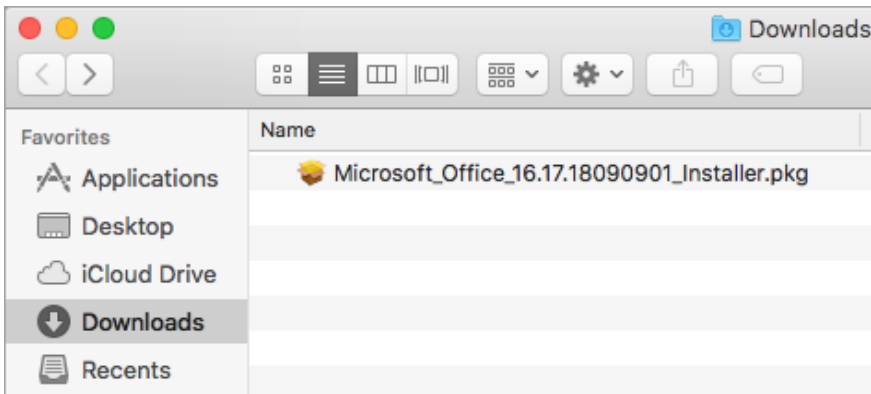 Downloads
Favorites
Name
Applications
Microsoft_Office_16.17.18090901_Installer.pkg
Desktop
iCloud Drive
Downloads
Recents